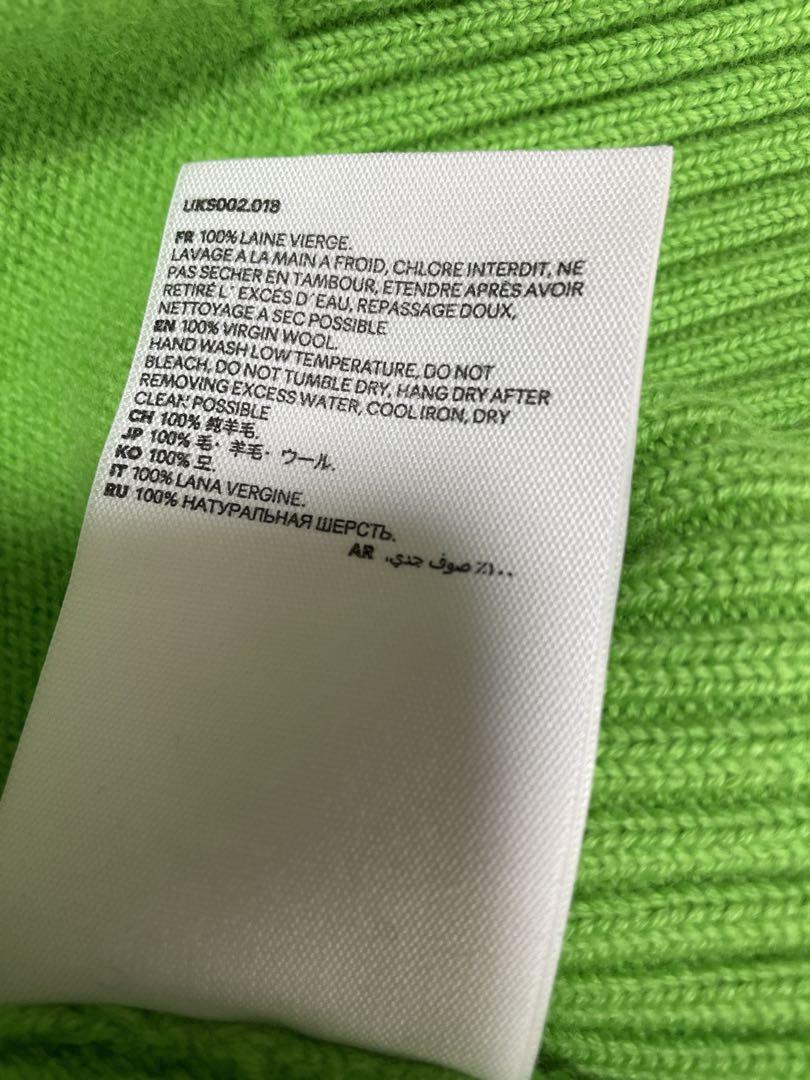 UKS002.018
FR 100% LAINE VIERGE.
LAVAGE A LA MAIN A FROID, CHLORE INTERDIT, NE
PAS SECHER EN TAMBOUR, ETENDRE APRÈS AVOIR
RETIRÉ L' EXCES D'EAU, REPASSAGE DOUX,
NETTOYAGE A SEC POSSIBLE
EN 100% VIRGIN WOOL.
HAND WASH LOW TEMPERATURE, DO NOT
BLEACH, DO NOT TUMBLE DRY, HANG DRY AFTER
REMOVING EXCESS WATER, COOL IRON, DRY
CLEAN POSSIBLE
CH 100% 纯羊毛.
JP 100% 毛・羊毛・ウール.
KO 100% 모.
IT 100% LANA VERGINE.
RU 100% НАТУРАЛЬНАЯ ШЕРСТЬ.
AR ١٠٠٪ صوف جدي.